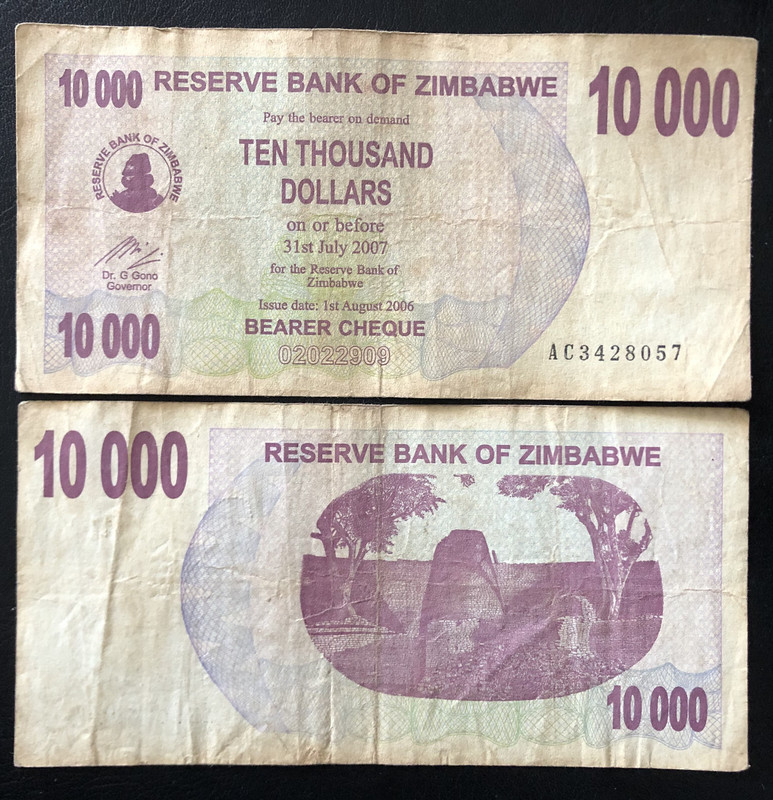 10 000 RESERVE BANK OF ZIMBABWE 10 000
Pay the bearer on demand
TEN THOUSAND
DOLLARS
RESERVE BANK OF ZIMBABWE
on or before
31st July 2007
Dr. G Gono
Governor
for the Reserve Bank of
Zimbabwe
Issue date: 1st August 2006
10 000
BEARER CHEQUE
02022909
AC3428057
10 000
RESERVE BANK OF ZIMBABWE
10 000